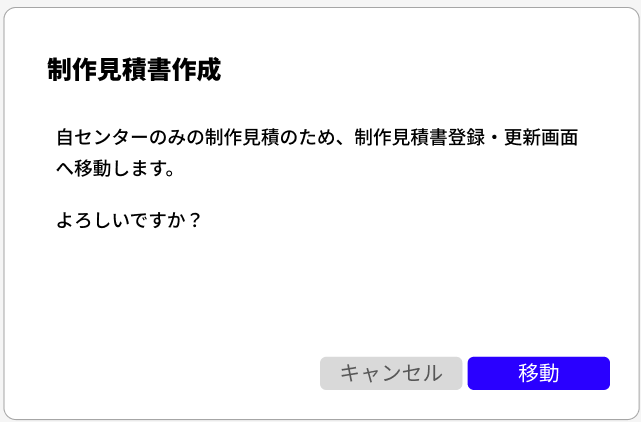 制作見積書作成
自センターのみの制作見積のため、制作見積書登録・更新画面
へ移動します。
よろしいですか？
キャンセル
移動